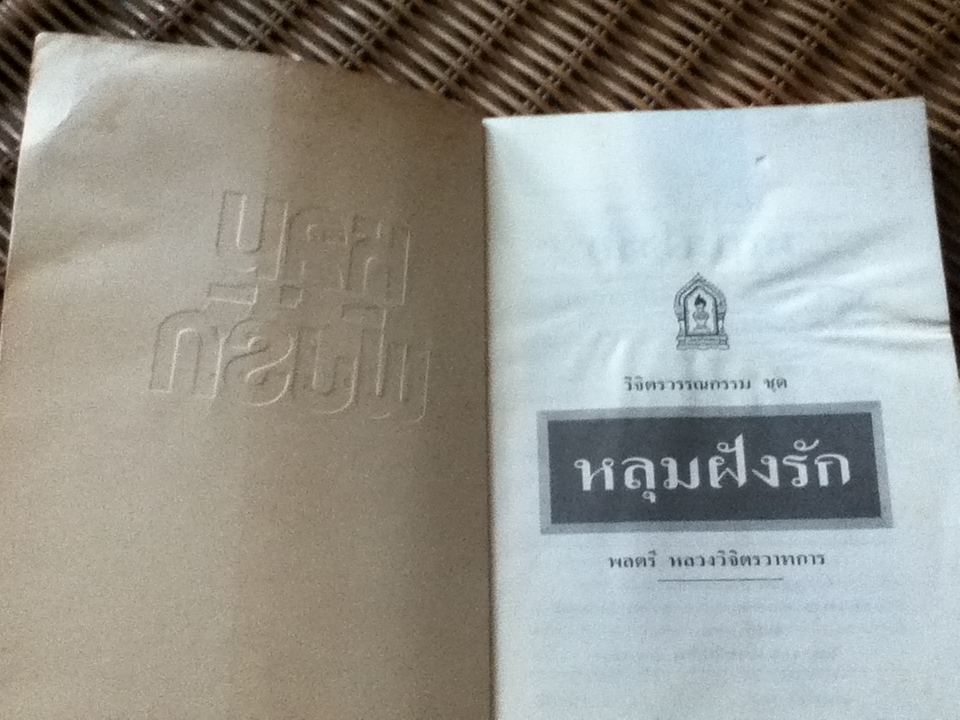 วิจิตรวรรณกรรม ชุด
หลุมฝังรัก
พลตรี หลวงวิจิตรวาทการ